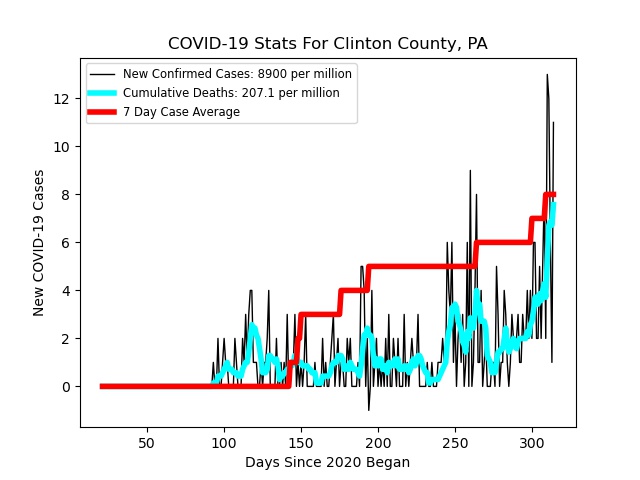 COVID-19 Stats For Clinton County, PA
New Confirmed Cases: 8900 per million
Cumulative Deaths: 207.1 per million
7 Day Case Average
12
10
8
6
4
2
0
New COVID-19 Cases
50 100 150 200 250 300
Days Since 2020 Began